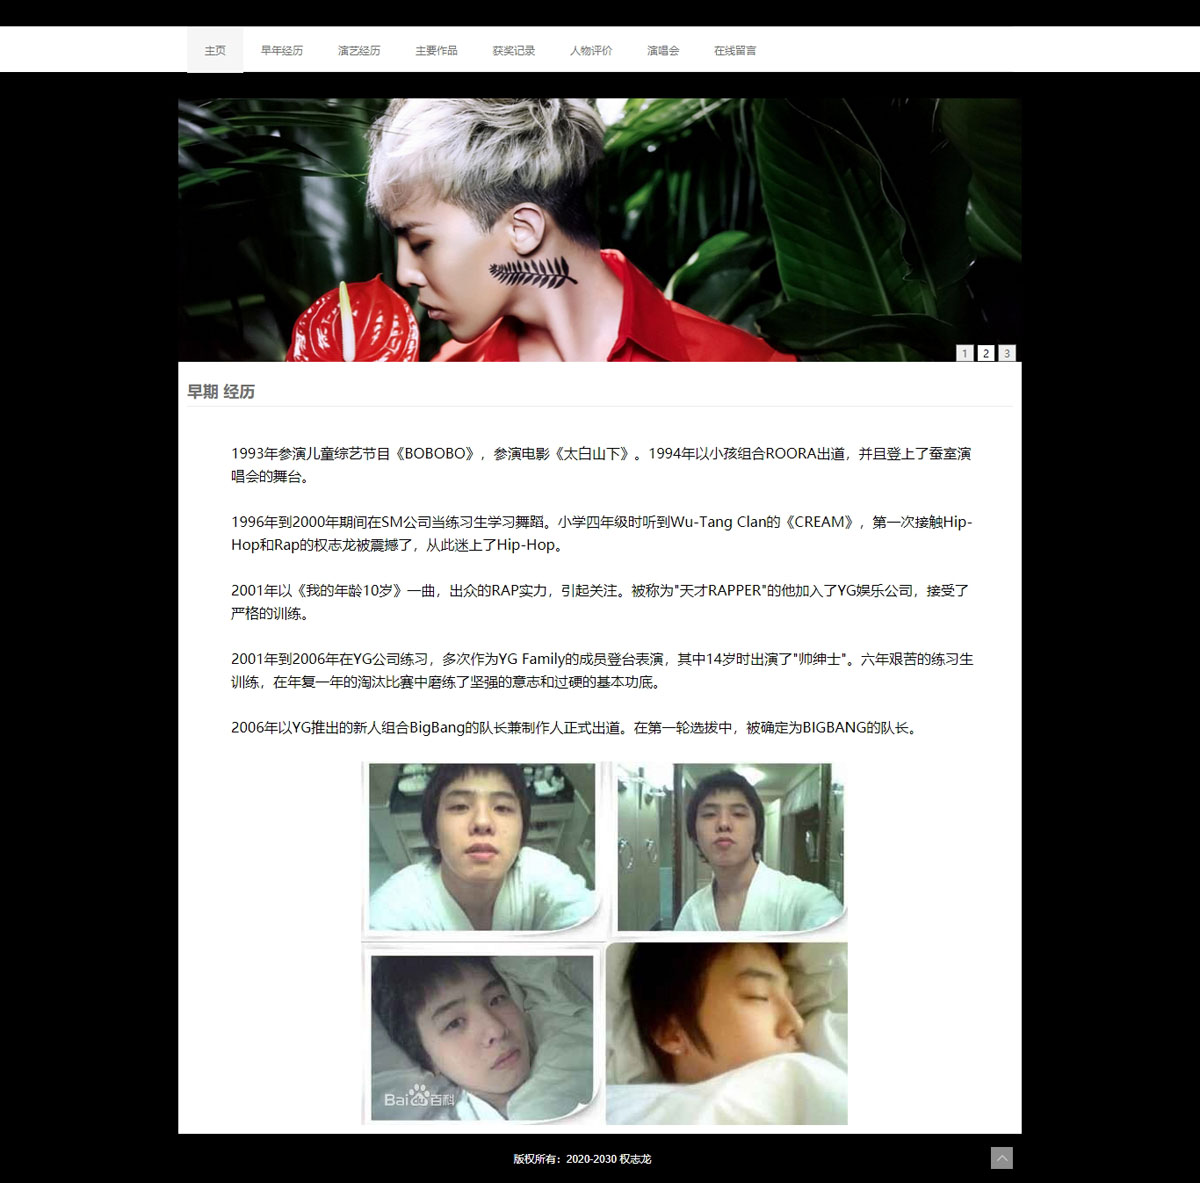 主页 早年经历 演艺经历 主要作品 获奖记录 人物评价 演唱会 在线留言
1 2 3
早期 经历
1993年参演儿童综艺节目《BOBOBO》，参演电影《太白山下》。1994年以小孩组合ROORA出道，并且登上了蚕室演
唱会的舞台。
1996年到2000年期间在SM公司当练习生学习舞蹈。小学四年级时听到Wu-Tang Clan的《CREAM》，第一次接触Hip-
Hop和Rap的权志龙被震撼了，从此迷上了Hip-Hop。
2001年以《我的年龄10岁》一曲，出众的RAP实力，引起关注。被称为"天才RAPPER"的他加入了YG娱乐公司，接受了
严格的训练。
2001年到2006年在YG公司练习，多次作为YG Family的成员登台表演，其中14岁时出演了"帅绅士"。六年艰苦的练习生
训练，在年复一年的淘汰比赛中磨练了坚强的意志和过硬的基本功底。
2006年以YG推出的新人组合BigBang的队长兼制作人正式出道。在第一轮选拔中，被确定为BIGBANG的队长。
Bai du 百科
版权所有：2020-2030 权志龙